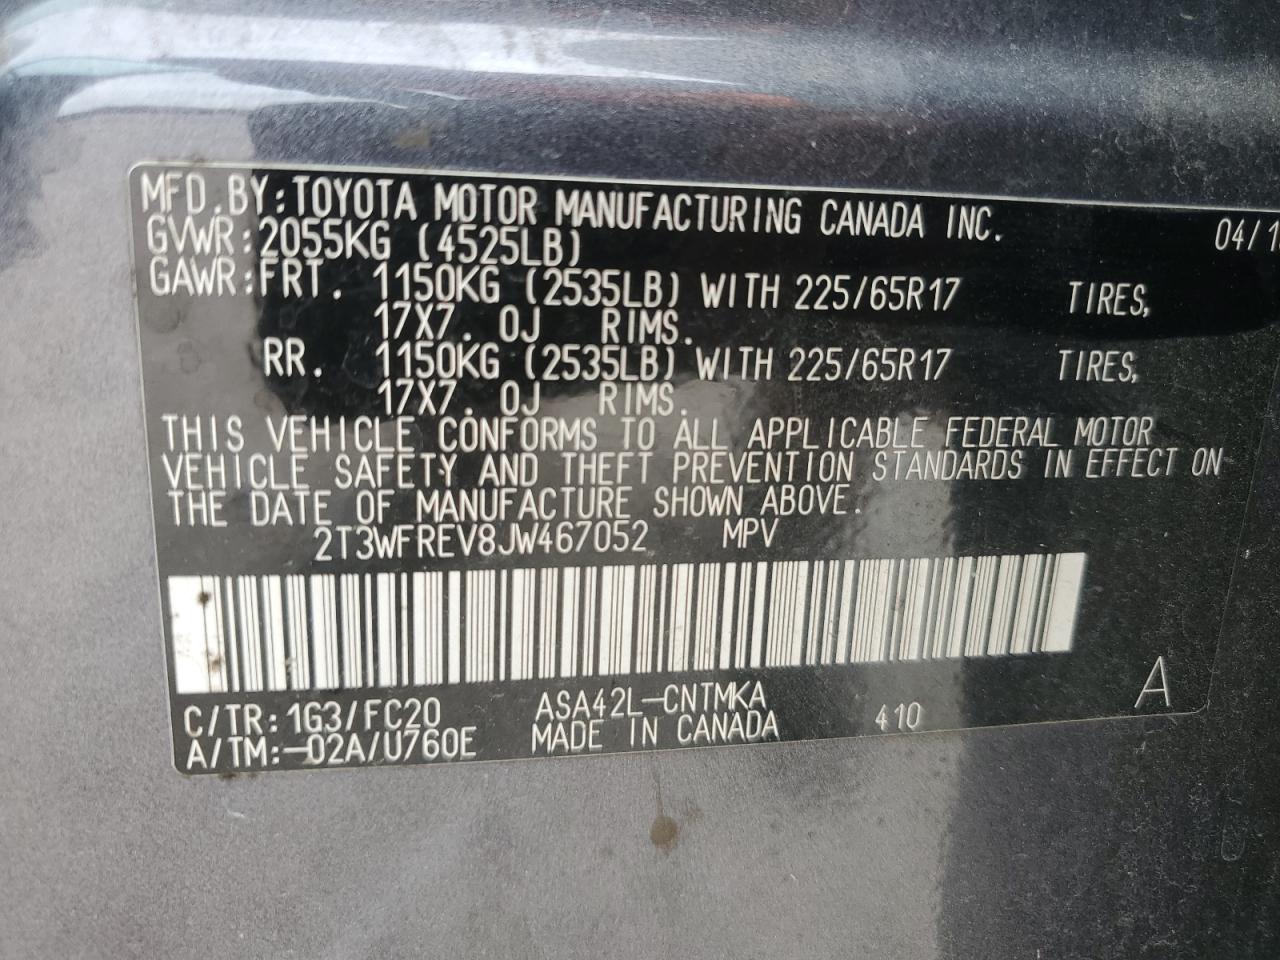 MFD.BY:TOYOTA MOTOR MANUFACTURING CANADA INC. 04/1
GVWR:2055KG (4525LB)
GAWR:FRT. 1150KG (2535LB) WITH 225/65R17 TIRES,
17X7.0J RIMS.
RR. 1150KG (2535LB) WITH 225/65R17 TIRES,
17X7.0J RIMS.
THIS VEHICLE CONFORMS TO ALL APPLICABLE FEDERAL MOTOR
VEHICLE SAFETY AND THEFT PREVENTION STANDARDS IN EFFECT ON
THE DATE OF MANUFACTURE SHOWN ABOVE.
2T3WFREV8JW467052 MPV
C/TR: 1G3/FC20 ASA42L-CNTMKA A
A/TM:-02A/U760E MADE IN CANADA 410